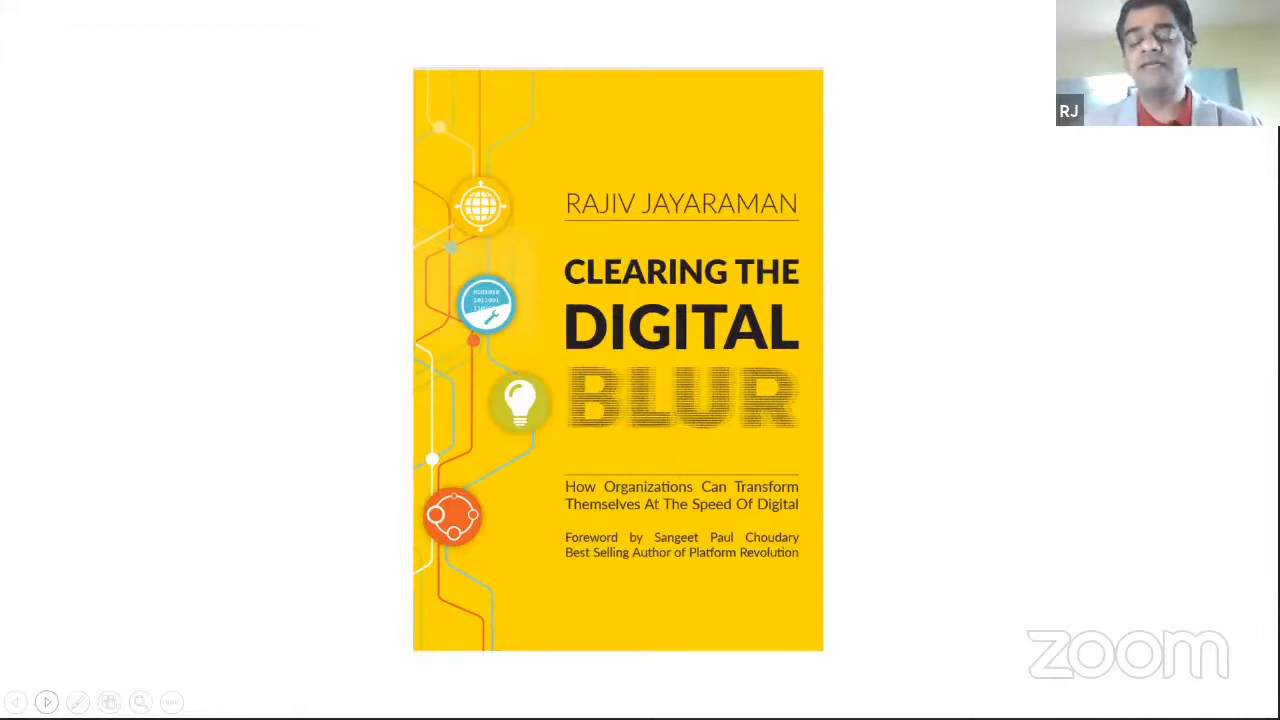 RJ
RAJIV JAYARAMAN
CLEARING THE
DIGITAL
BLUR
How Organizations Can Transform
Themselves At The Speed Of Digital
Foreword by Sangeet Paul Choudary
Best Selling Author of Platform Revolution
zoom